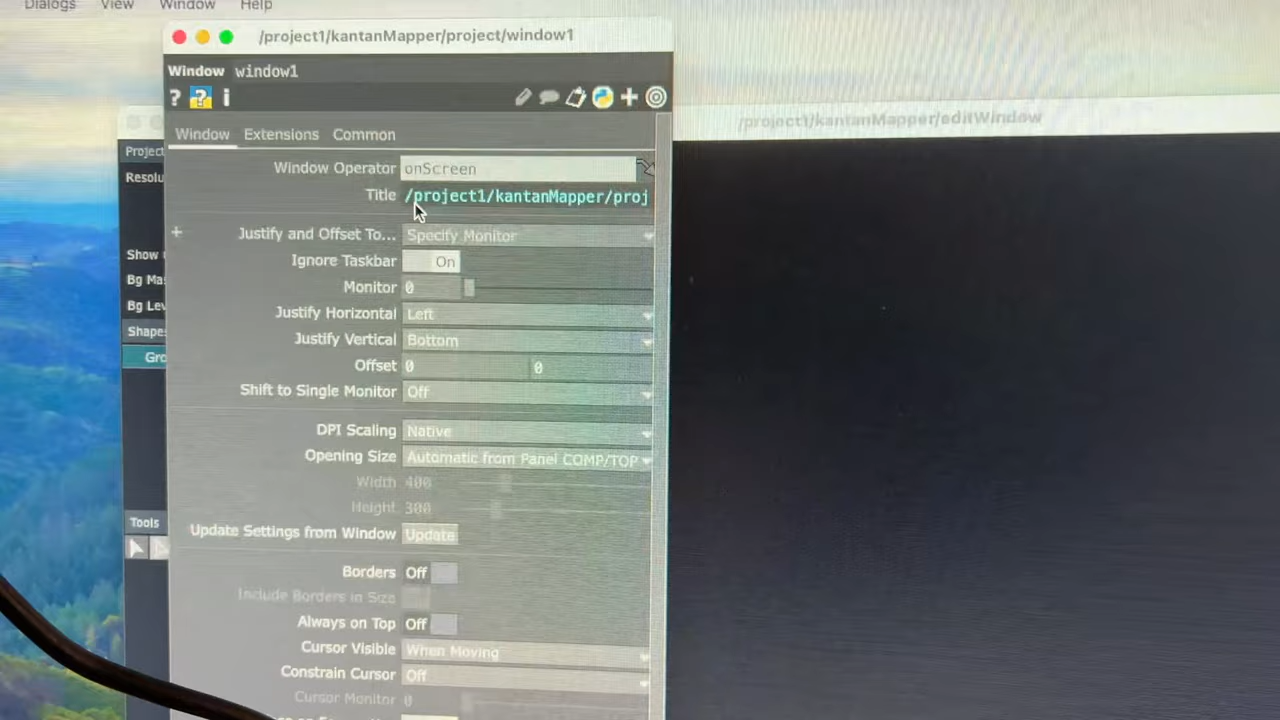 Dialogs View Window Help
/project1/kantanMapper/project/window1
Window window1
? ? i
/project1/kantanMapper/editWindow
Window Extensions Common
Project
Window Operator onScreen
Resolu
Title /project1/kantanMapper/proj
+ Justify and Offset To... Specify Monitor
Show
Ignore Taskbar On
Bg Ma
Monitor 0
Bg Lev
Justify Horizontal Left
Shape
Justify Vertical Bottom
Gro
Offset 0 0
Shift to Single Monitor Off
DPI Scaling Native
Opening Size Automatic from Panel COMP/TOP
Width 400
Height 300
Tools
Update Settings from Window Update
Borders Off
Include Borders in Size
Always on Top Off
Cursor Visible When Moving
Constrain Cursor Off
Cursor Monitor 0